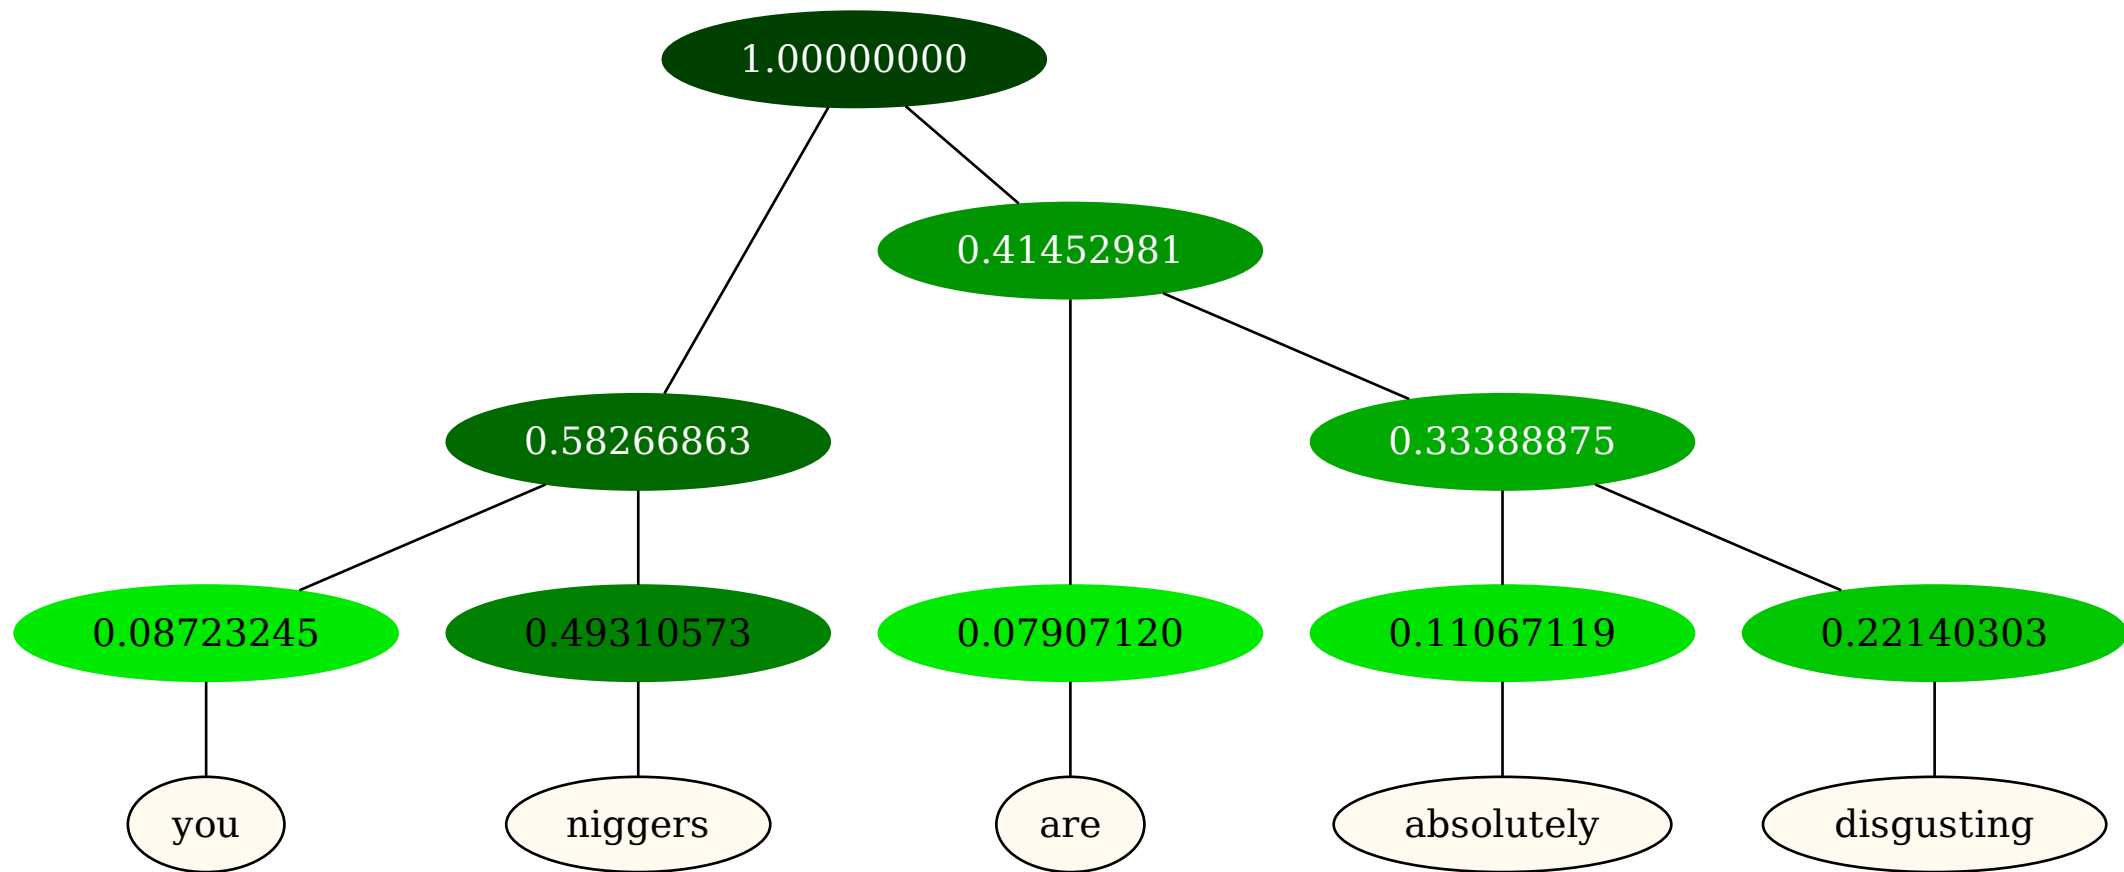 1.00000000
0.41452981
0.58266863 0.33388875
0.08723245 0.49310573 0.07907120 0.11067119 0.22140303
you niggers are absolutely disgusting